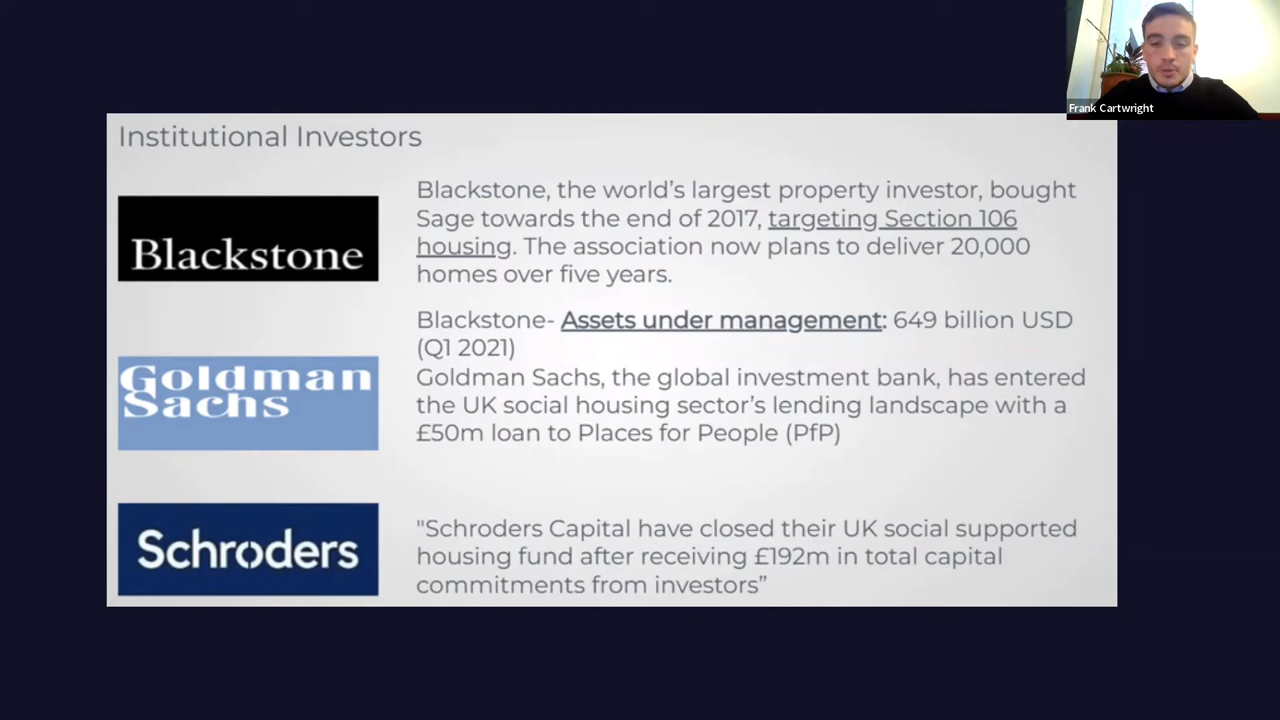 Frank Cartwright
Institutional Investors
Blackstone
Blackstone, the world's largest property investor, bought
Sage towards the end of 2017, targeting Section 106
housing. The association now plans to deliver 20,000
homes over five years.
Blackstone- Assets under management: 649 billion USD
(Q1 2021)
Goldman
Sachs
Goldman Sachs, the global investment bank, has entered
the UK social housing sector's lending landscape with a
£50m loan to Places for People (PfP)
Schroders
"Schroders Capital have closed their UK social supported
housing fund after receiving £192m in total capital
commitments from investors”